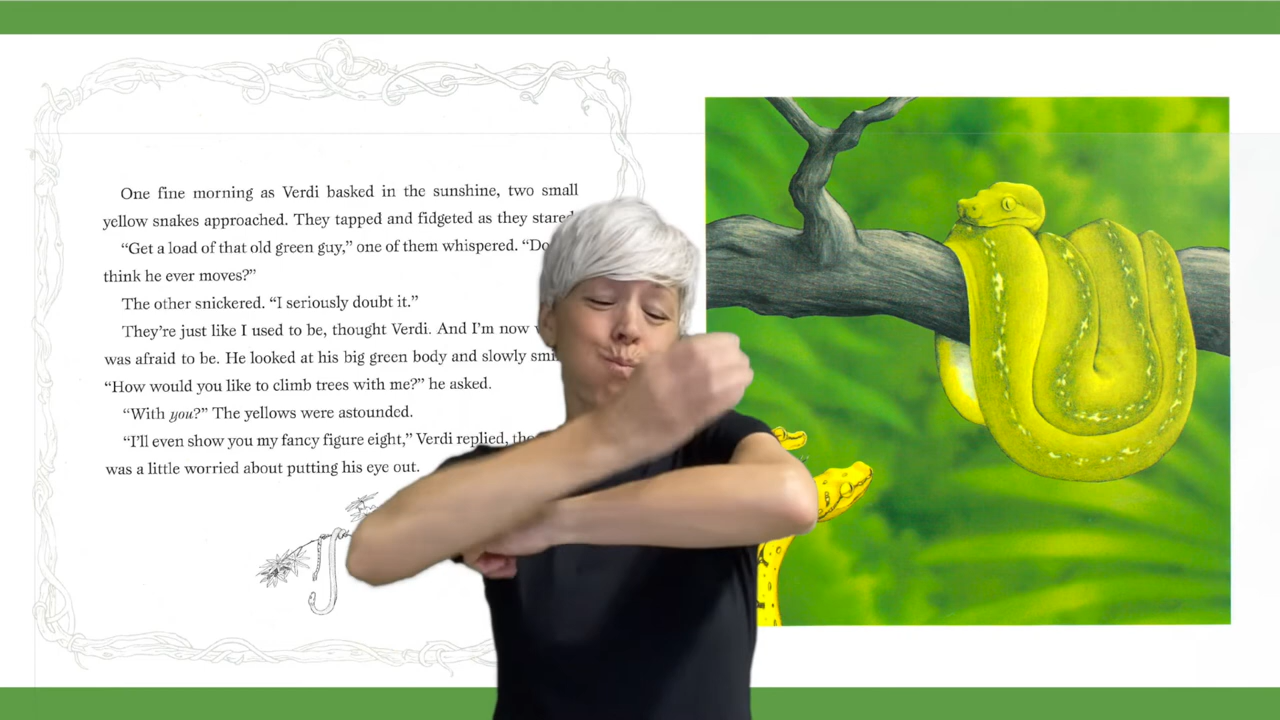 One fine morning as Verdi basked in the sunshine, two small
yellow snakes approached. They tapped and fidgeted as they stared
“Get a load of that old green guy,” one of them whispered. “Do
think he ever moves?”
The other snickered. “I seriously doubt it.”
They’re just like I used to be, thought Verdi. And I’m now
was afraid to be. He looked at his big green body and slowly
“How would you like to climb trees with me?” he asked.
“With you?” The yellows were astounded.
“I’ll even show you my fancy figure eight,” Verdi replied,
was a little worried about putting his eye out.